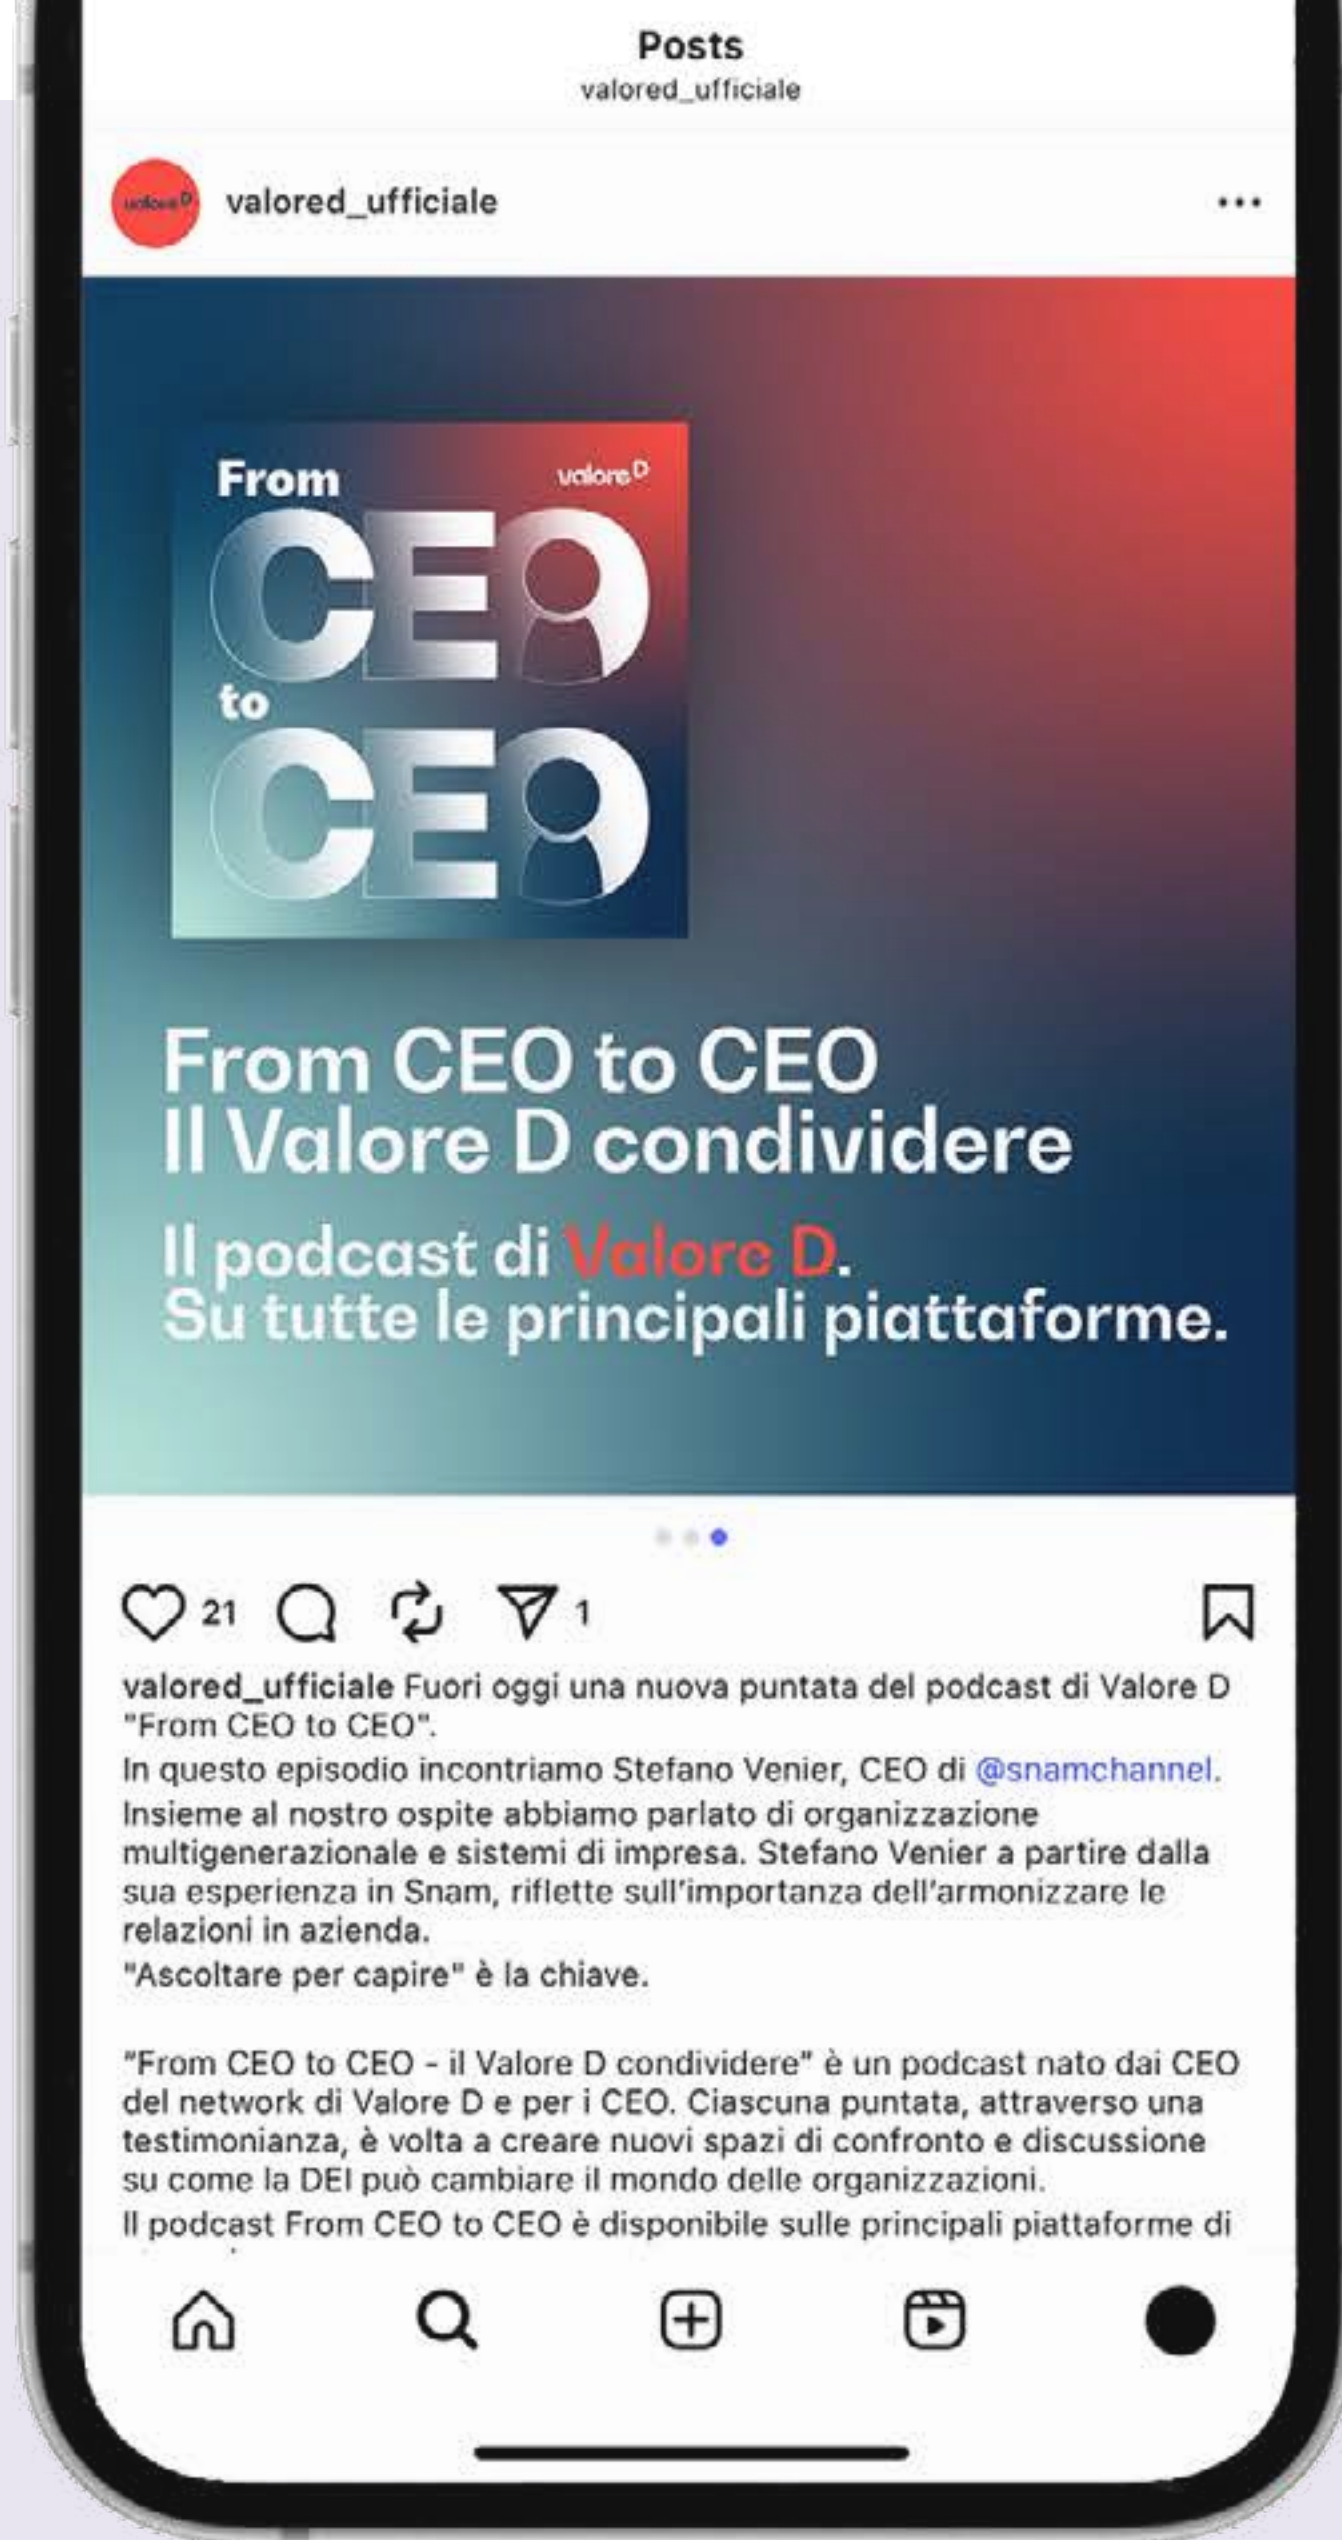 Posts
valored_ufficiale
valoreD
valored_ufficiale
From
valoreD
CEO
to
CEO
From CEO to CEO
Il Valore D condividere
Il podcast di Valore D.
Su tutte le principali piattaforme.
21
1
valored_ufficiale Fuori oggi una nuova puntata del podcast di Valore D
"From CEO to CEO".
In questo episodio incontriamo Stefano Venier, CEO di @snamchannel.
Insieme al nostro ospite abbiamo parlato di organizzazione
multigenerazionale e sistemi di impresa. Stefano Venier a partire dalla
sua esperienza in Snam, riflette sull'importanza dell'armonizzare le
relazioni in azienda.
"Ascoltare per capire" è la chiave.
"From CEO to CEO - il Valore D condividere" è un podcast nato dai CEO
del network di Valore D e per i CEO. Ciascuna puntata, attraverso una
testimonianza, è volta a creare nuovi spazi di confronto e discussione
su come la DEI può cambiare il mondo delle organizzazioni.
Il podcast From CEO to CEO è disponibile sulle principali piattaforme di